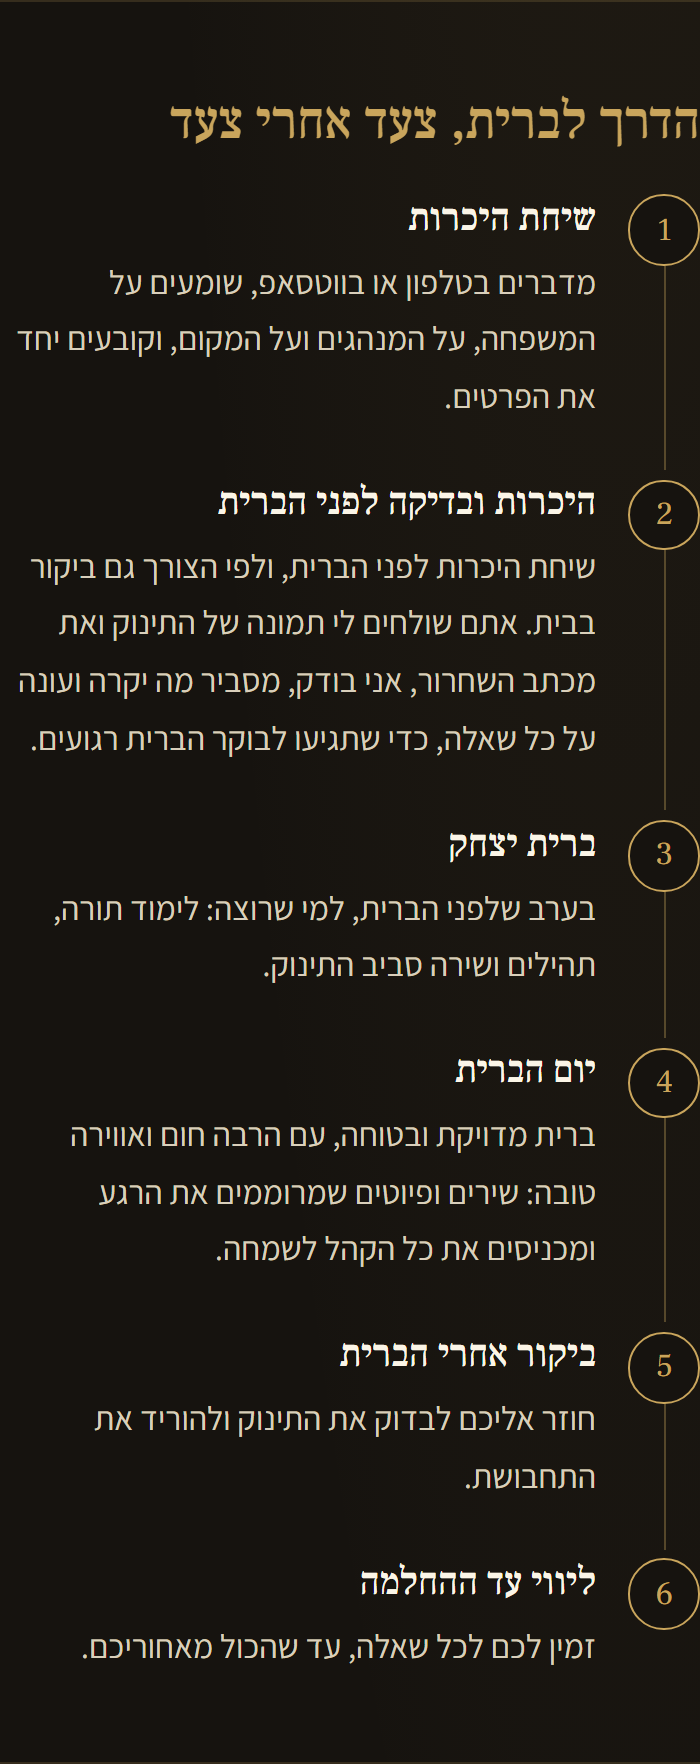 הדרך לברית, צעד אחרי צעד
1
שיחת היכרות
מדברים בטלפון או בווטסאפ, שומעים על
המשפחה, על המנהגים ועל המקום, וקובעים יחד
את הפרטים.
2
היכרות ובדיקה לפני הברית
שיחת היכרות לפני הברית, ולפי הצורך גם ביקור
בבית. אתם שולחים לי תמונה של התינוק ואת
מכתב השחרור, אני בודק, מסביר מה יקרה ועונה
על כל שאלה, כדי שתגיעו לבוקר הברית רגועים.
3
ברית יצחק
בערב שלפני הברית, למי שרוצה: לימוד תורה,
תהילים ושירה סביב התינוק.
4
יום הברית
ברית מדויקת ובטוחה, עם הרבה חום ואווירה
טובה: שירים ופיוטים שמרוממים את הרגע
ומכניסים את כל הקהל לשמחה.
5
ביקור אחרי הברית
חוזר אליכם לבדוק את התינוק ולהוריד את
התחבושת.
6
ליווי עד ההחלמה
זמין לכם לכל שאלה, עד שהכול מאחוריכם.